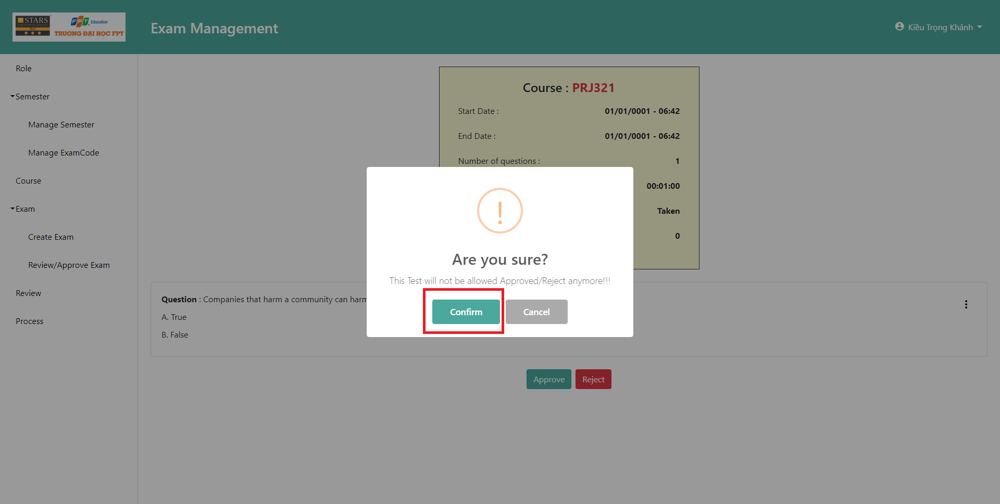 STARS
RATED FOR EXCELLENCE
FPT Education
TRƯỜNG ĐẠI HỌC FPT
Exam Management
Kiều Trọng Khánh
Role
Semester
Manage Semester
Manage ExamCode
Course
Exam
Create Exam
Review/Approve Exam
Review
Process
Course : PRJ321
Start Date : 01/01/0001 - 06:42
End Date : 01/01/0001 - 06:42
Number of questions : 1
00:01:00
Taken
0
!
Are you sure?
This Test will not be allowed Approved/Reject anymore!!!
Confirm Cancel
Question : Companies that harm a community can harm
A. True
B. False
Approve Reject